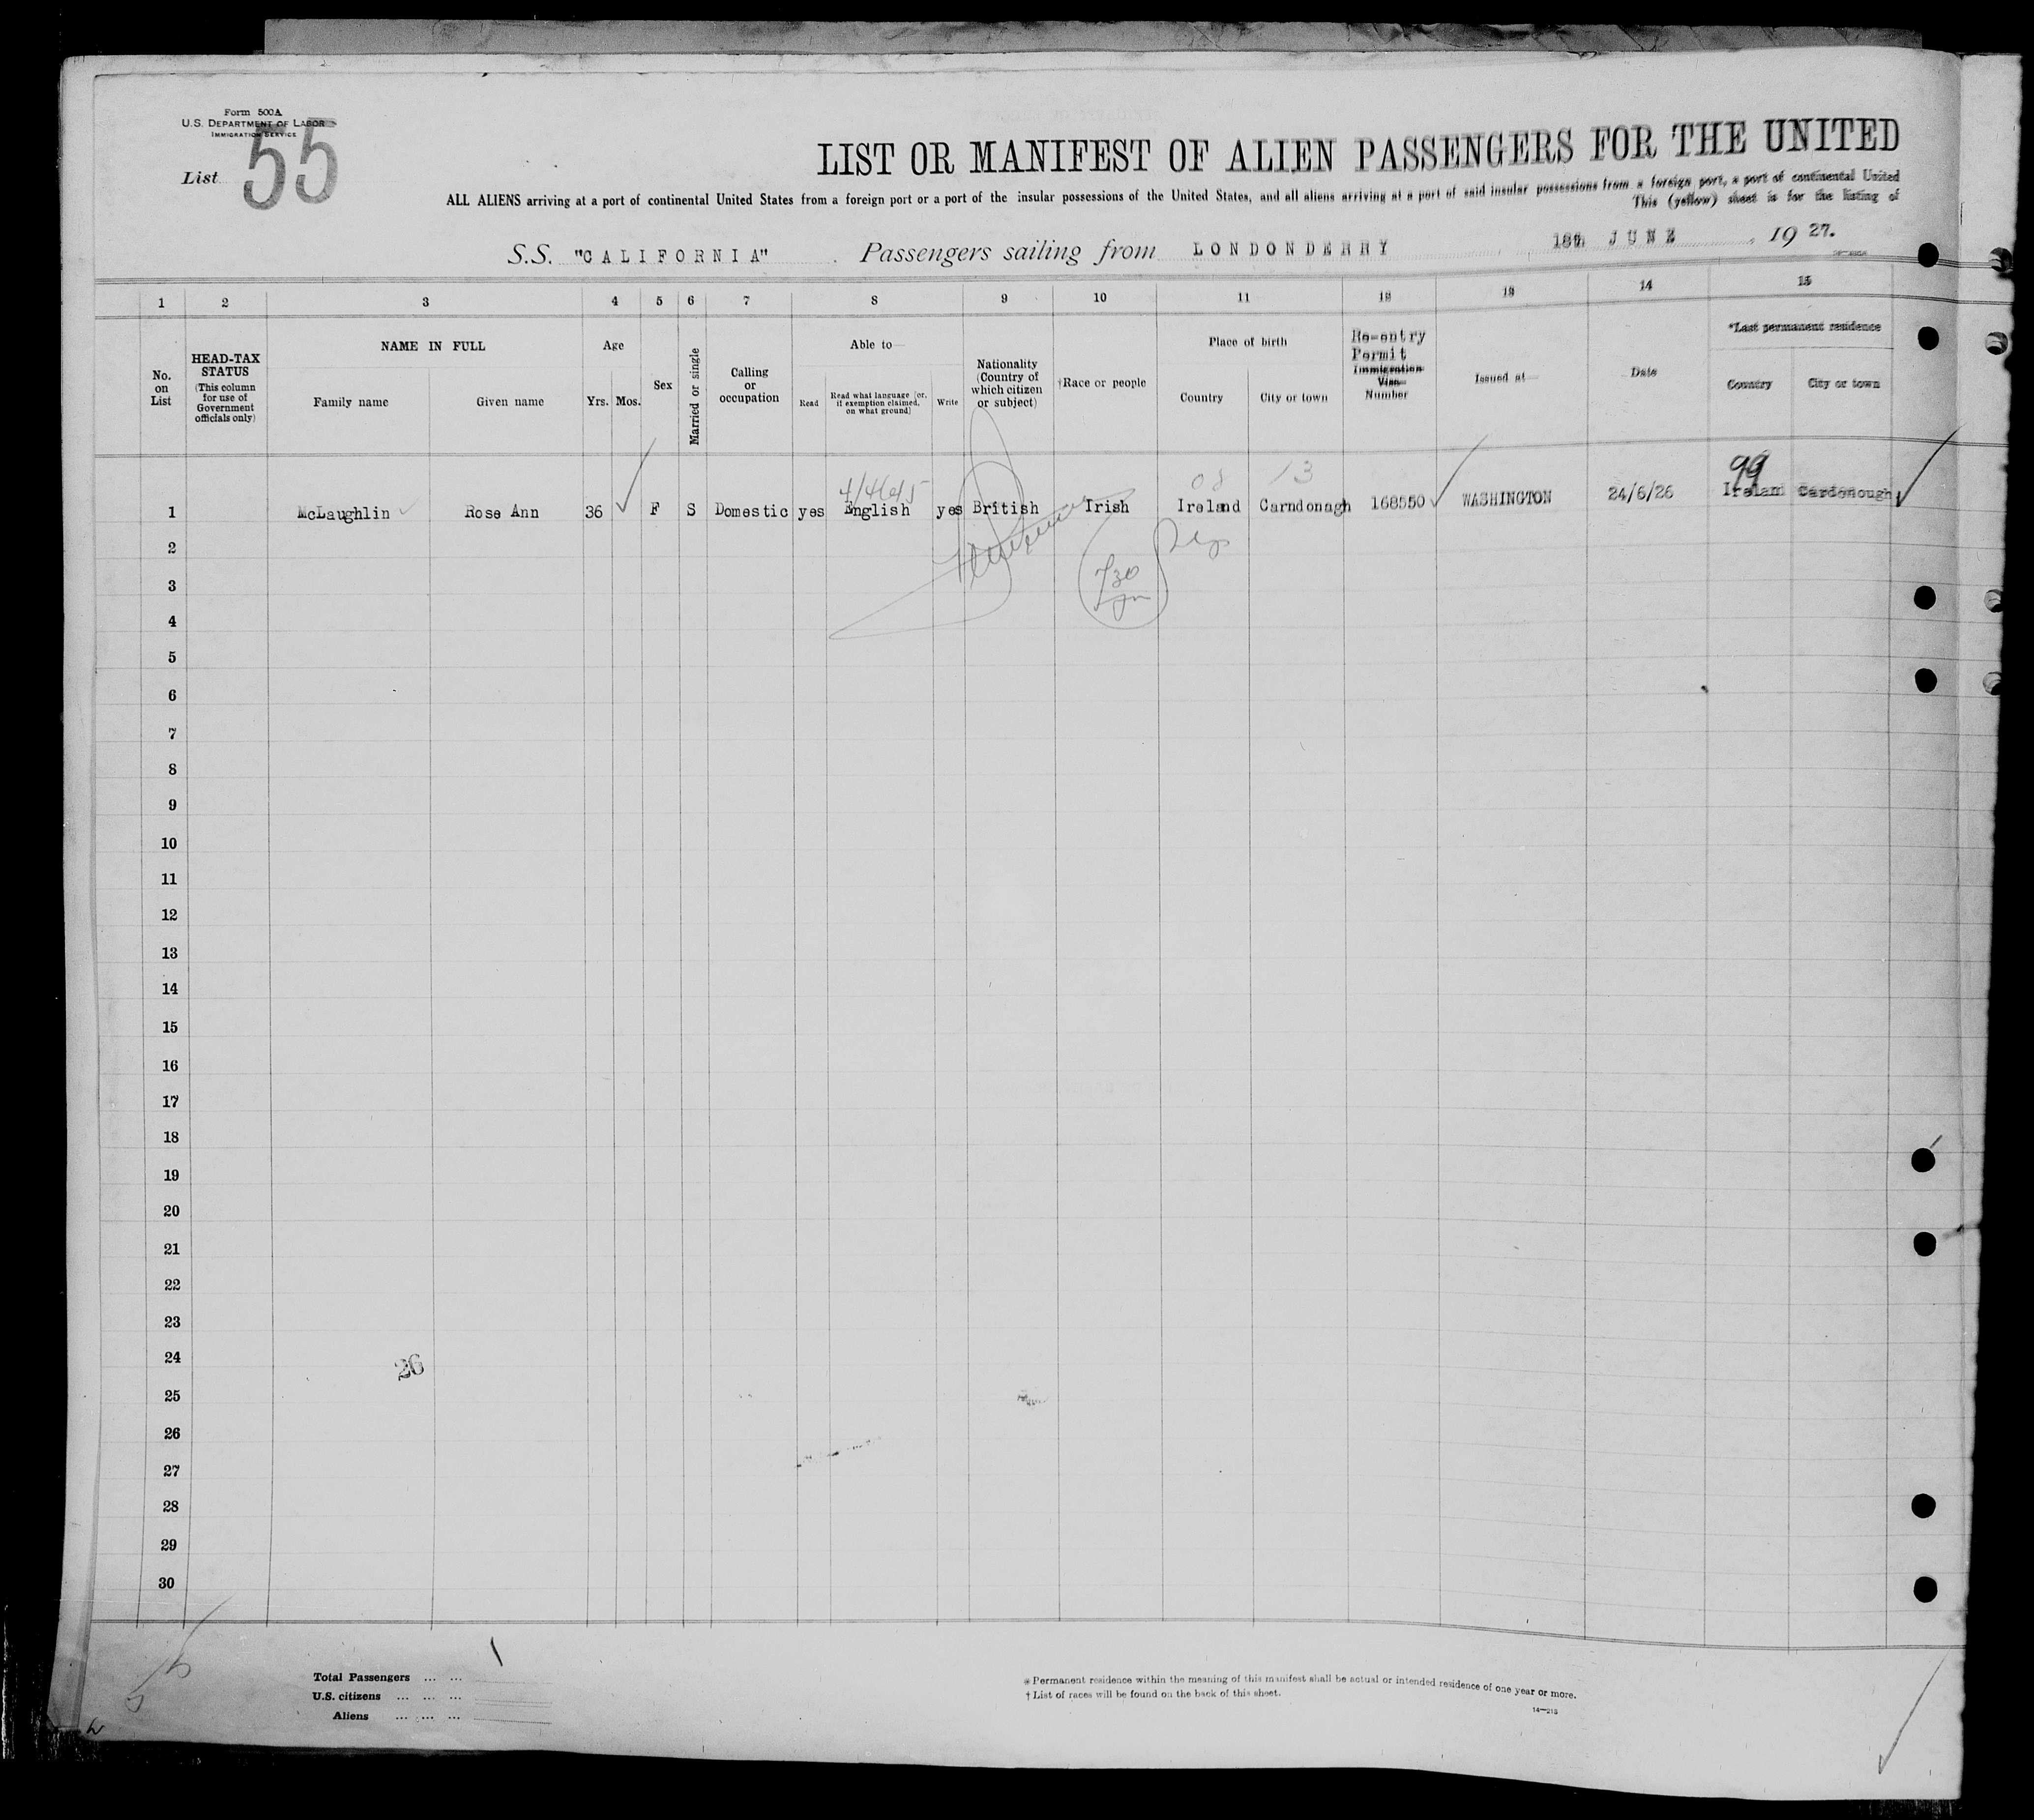 Form 500A
U.S. DEPARTMENT OF LABOR
IMMIGRATION SERVICE
List 55
LIST OR MANIFEST OF ALIEN PASSENGERS FOR THE UNITED
ALL ALIENS arriving at a port of continental United States from a foreign port or a port of the insular possessions of the United States, and all aliens arriving at a port of said insular possessions from a foreign port, a port of continental United
This (yellow) sheet is for the listing of
S.S. "CALIFORNIA" Passengers sailing from LONDONDERRY 18th JUNE, 1927.
1 2 3 4 5 6 7 8 9 10 11 12 13 14 15
No. on List
HEAD-TAX STATUS
(This column for use of Government officials only)
NAME IN FULL
Family name
Given name
Age
Yrs. Mos.
Sex
Married or single
Calling or occupation
Able to—
Read
Read what language [or, if exemption claimed, on what ground]
Write
Nationality (Country of which citizen or subject)
†Race or people
Place of birth
Country
City or town
Re-entry Permit
Immigration Visa Number
Issued at—
Date
*Last permanent residence
Country
City or town
4/4645 08 13 99
1 McLaughlin Rose Ann 36 F S Domestic yes English yes British Irish Ireland Carndonagh 168550 WASHINGTON 24/6/26 Ireland Cardonough
2
3
730
4
5
6
7
8
9
10
11
12
13
14
15
16
17
18
19
20
21
22
23
24
26
25
26
27
28
29
30
1
Total Passengers ... ...
U.S. citizens ... ... ...
Aliens ... ... ...
*Permanent residence within the meaning of this manifest shall be actual or intended residence of one year or more.
†List of races will be found on the back of this sheet.
14—213